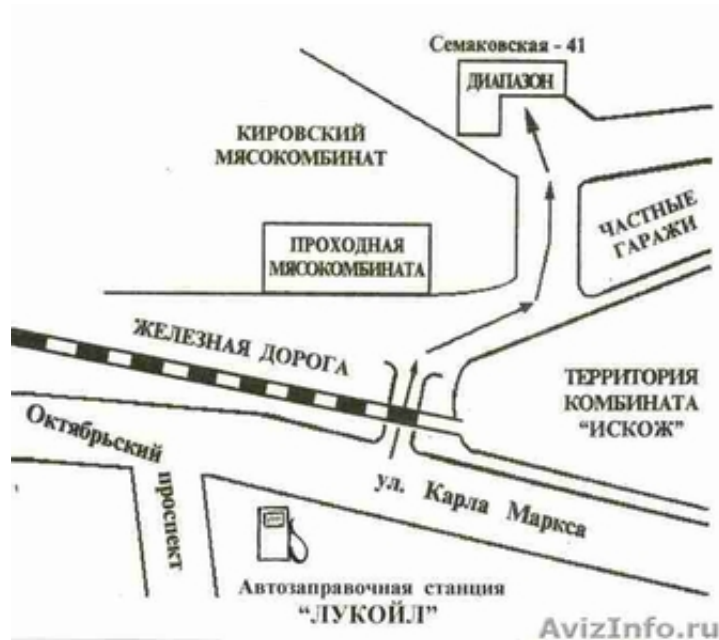 Семаковская - 41
ДИАПАЗОН
КИРОВСКИЙ
МЯСОКОМБИНАТ
ЧАСТНЫЕ
ГАРАЖИ
ПРОХОДНАЯ
МЯСОКОМБИНАТА
ЖЕЛЕЗНАЯ ДОРОГА
ТЕРРИТОРИЯ
КОМБИНАТА
“ИСКОЖ”
Октябрьский
проспект
ул. Карла Маркса
Автозаправочная станция
“ЛУКОЙЛ”
AvizInfo.ru